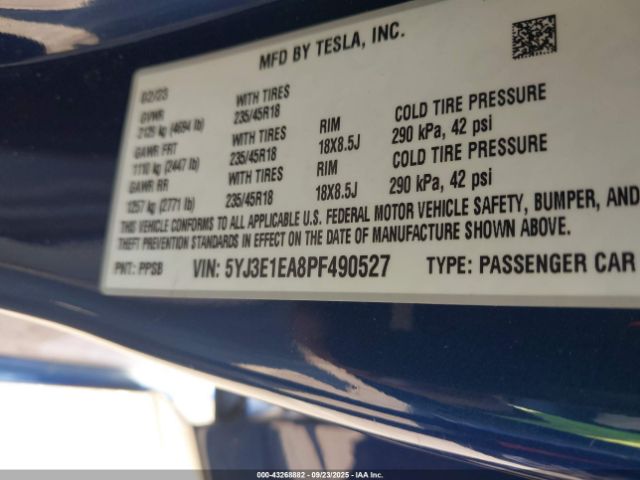 MFD BY TESLA, INC.
02/23
GVWR WITH TIRES
2129 kg (4694 lb) 235/45R18 COLD TIRE PRESSURE
GAWR FRT WITH TIRES RIM 290 kPa, 42 psi
1110 kg (2447 lb) 235/45R18 18X8.5J COLD TIRE PRESSURE
GAWR RR WITH TIRES RIM 290 kPa, 42 psi
1257 kg (2771 lb) 235/45R18 18X8.5J
THIS VEHICLE CONFORMS TO ALL APPLICABLE U.S. FEDERAL MOTOR VEHICLE SAFETY, BUMPER, AND
THEFT PREVENTION STANDARDS IN EFFECT ON THE DATE OF MANUFACTURE SHOWN ABOVE.
PNT: PPSB VIN: 5YJ3E1EA8PF490527 TYPE: PASSENGER CAR
000-43268882 - 09/23/2025 - IAA Inc.